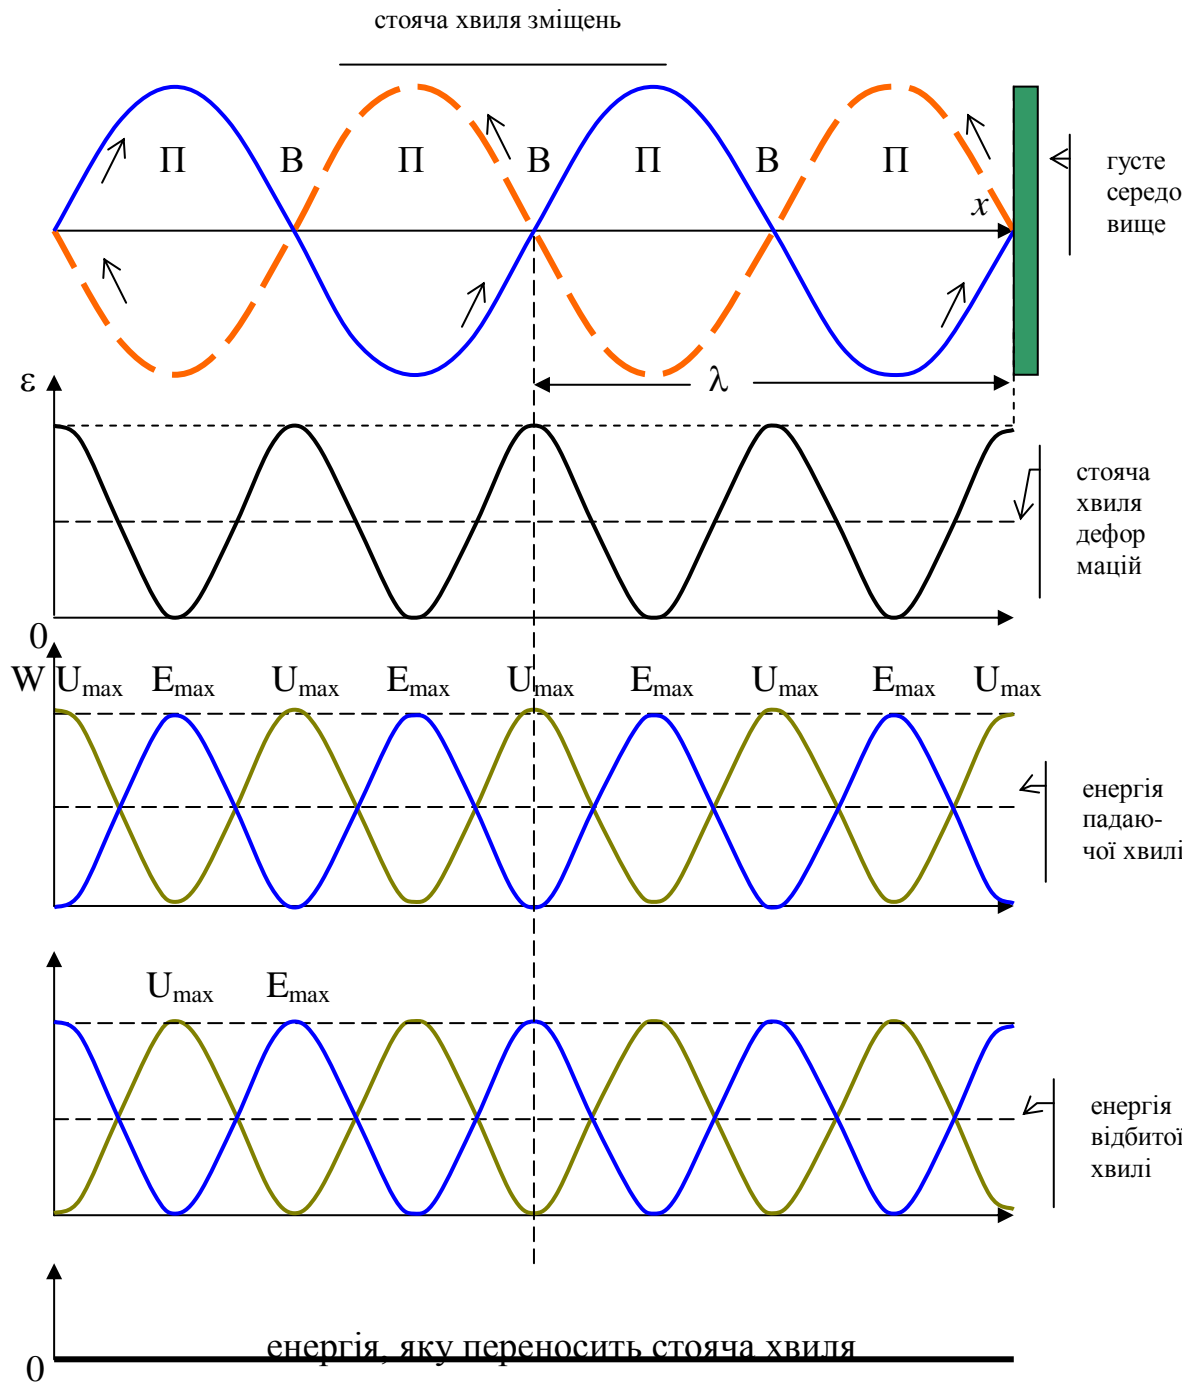 стояча хвиля зміщень
П В П В П В П
x
густе
середо
вище
ε
λ
стояча
хвиля
дефор
мацій
0
W Umax Emax Umax Emax Umax Emax Umax Emax Umax
енергія
падаю-
чої хвилі
Umax Emax
енергія
відбитої
хвилі
енергія, яку переносить стояча хвиля
0